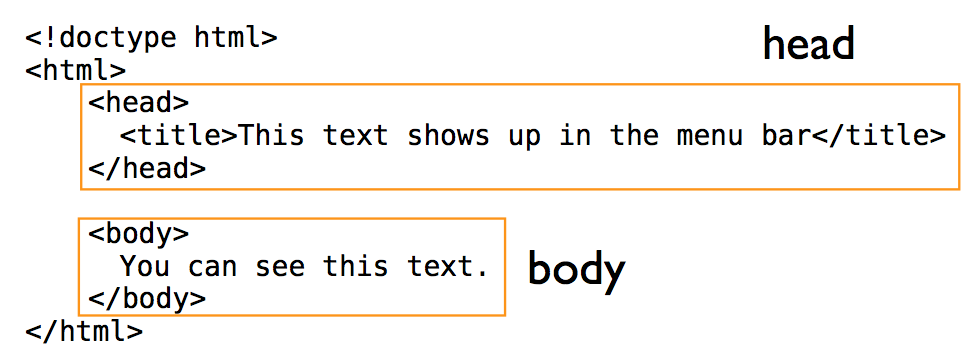 <!doctype html>
<html>
head
<head>
<title>This text shows up in the menu bar</title>
</head>
<body>
You can see this text.
</body>
body
</html>